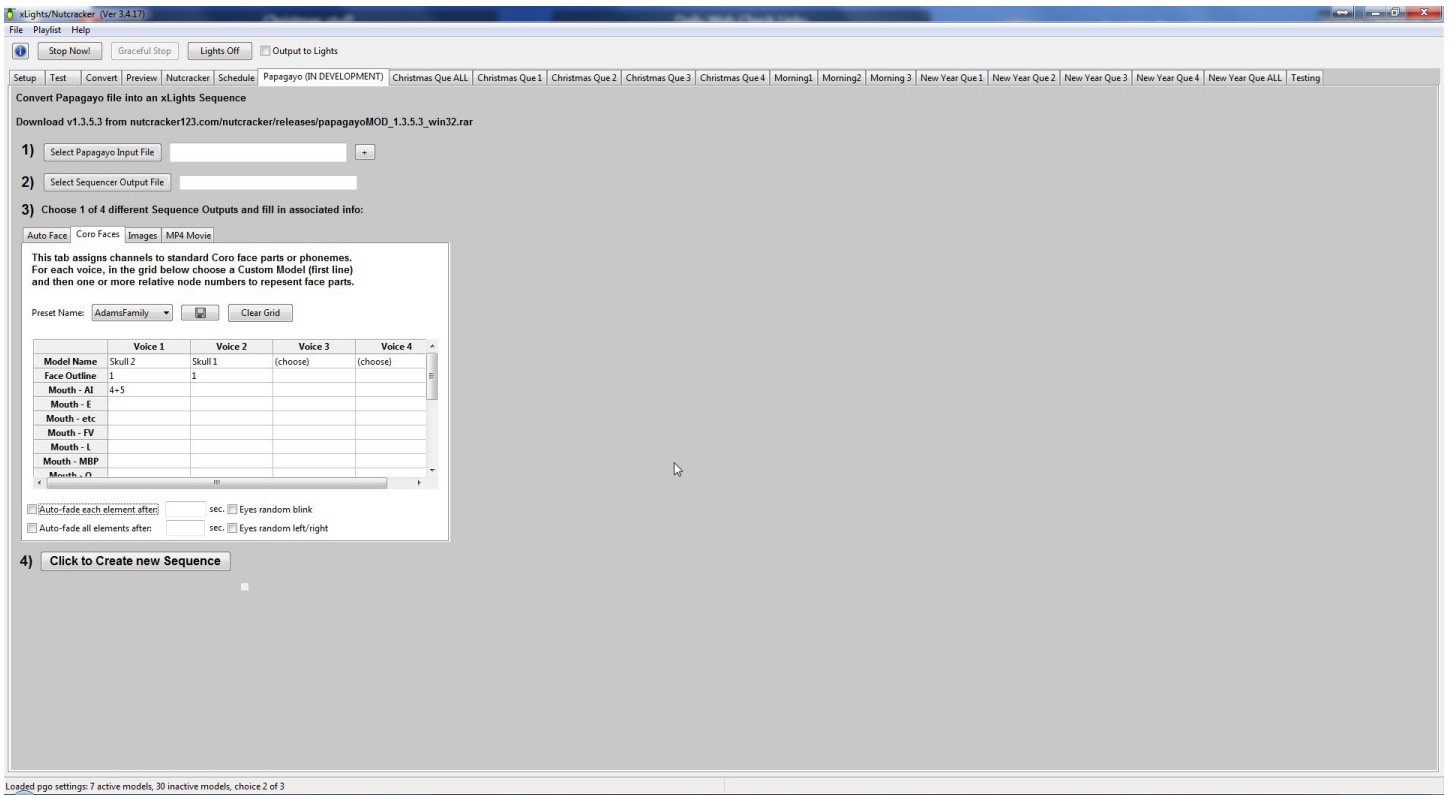 xLights/Nutcracker (Ver 3.4.17)
File Playlist Help
Stop Now! Graceful Stop Lights Off Output to Lights
Setup Test Convert Preview Nutcracker Schedule Papagayo (IN DEVELOPMENT) Christmas Que ALL Christmas Que 1 Christmas Que 2 Christmas Que 3 Christmas Que 4 Morning1 Morning2 Morning 3 New Year Que 1 New Year Que 2 New Year Que 3 New Year Que 4 New Year Que ALL Testing
Convert Papagayo file into an xLights Sequence
Download v1.3.5.3 from nutcracker123.com/nutcracker/releases/papagayoMOD_1.3.5.3_win32.rar
1) Select Papagayo Input File +
2) Select Sequencer Output File
3) Choose 1 of 4 different Sequence Outputs and fill in associated info:
Auto Face Coro Faces Images MP4 Movie
This tab assigns channels to standard Coro face parts or phonemes.
For each voice, in the grid below choose a Custom Model (first line)
and then one or more relative node numbers to repesent face parts.
Preset Name: AdamsFamily Clear Grid
Voice 1 Voice 2 Voice 3 Voice 4
Model Name Skull 2 Skull 1 (choose) (choose)
Face Outline 1 1
Mouth - AI 4+5
Mouth - E
Mouth - etc
Mouth - FV
Mouth - L
Mouth - MBP
Mouth - O
Auto-fade each element after: sec. Eyes random blink
Auto-fade all elements after: sec. Eyes random left/right
4) Click to Create new Sequence
Loaded pgo settings: 7 active models, 30 inactive models, choice 2 of 3